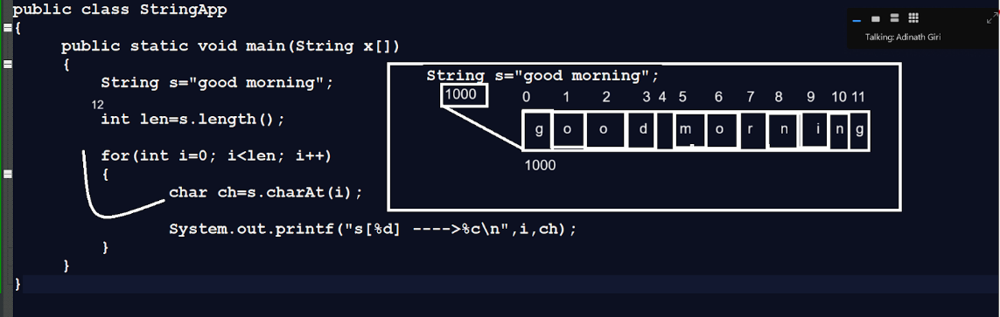 public class StringApp
{
Talking: Adinath Giri
public static void main(String x[])
{
String s="good morning";
12
int len=s.length();
for(int i=0; i<len; i++)
{
char ch=s.charAt(i);
System.out.printf("s[%d] ---->%c\n",i,ch);
}
}
}
String s="good morning";
1000
0 1 2 3 4 5 6 7 8 9 10 11
g o o d m o r n i n g
1000